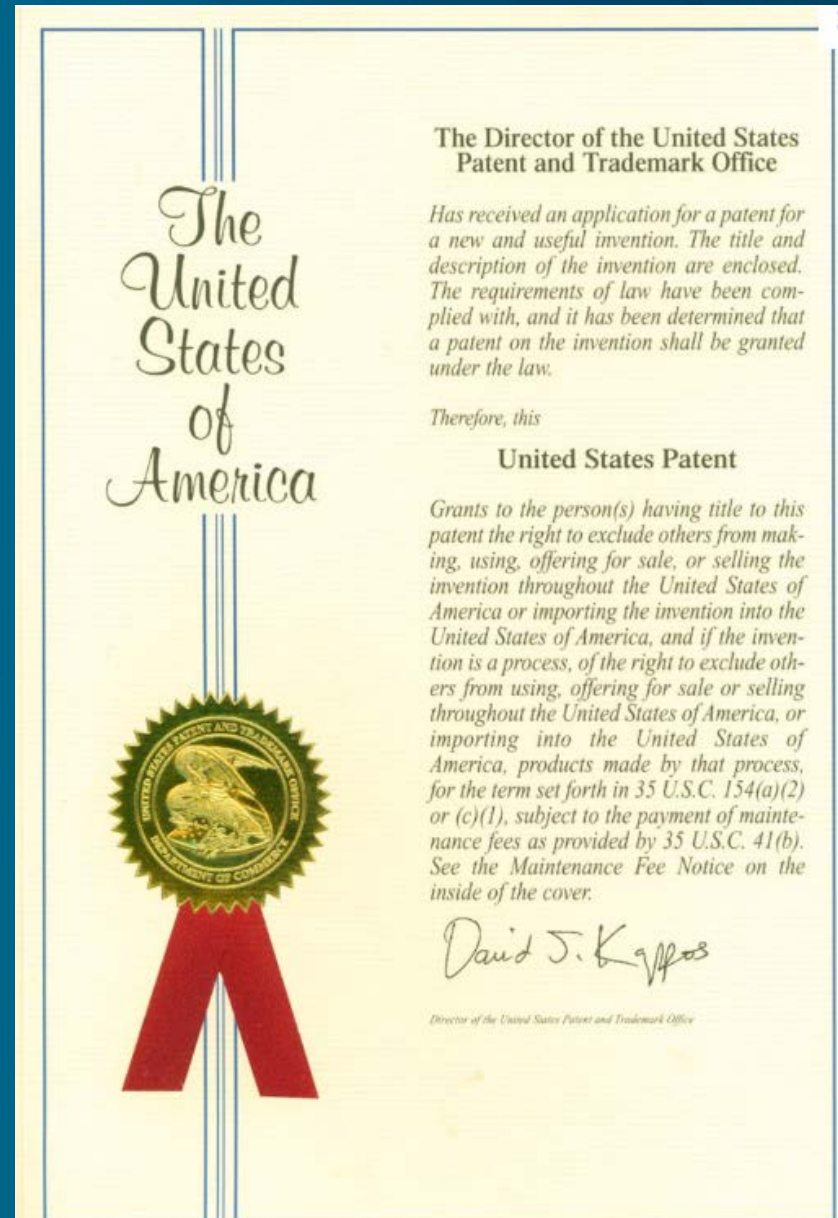 The
United
States
of
America
The Director of the United States
Patent and Trademark Office
Has received an application for a patent for
a new and useful invention. The title and
description of the invention are enclosed.
The requirements of law have been com-
plied with, and it has been determined that
a patent on the invention shall be granted
under the law.
Therefore, this
United States Patent
Grants to the person(s) having title to this
patent the right to exclude others from mak-
ing, using, offering for sale, or selling the
invention throughout the United States of
America or importing the invention into the
United States of America, and if the inven-
tion is a process, of the right to exclude oth-
ers from using, offering for sale or selling
throughout the United States of America, or
importing into the United States of
America, products made by that process,
for the term set forth in 35 U.S.C. 154(a)(2)
or (c)(1), subject to the payment of mainte-
nance fees as provided by 35 U.S.C. 41(b).
See the Maintenance Fee Notice on the
inside of the cover.
David J. Kappos
Director of the United States Patent and Trademark Office
UNITED STATES PATENT AND TRADEMARK OFFICE
DEPARTMENT OF COMMERCE